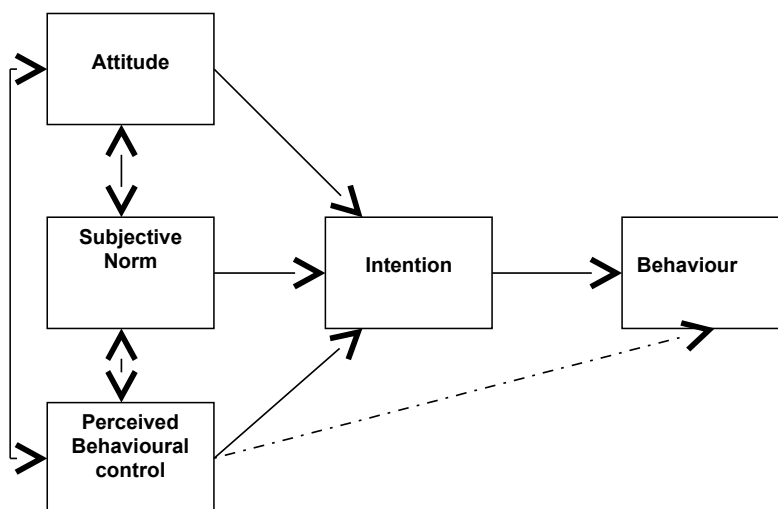 Attitude
Subjective
Norm
Intention
Behaviour
Perceived
Behavioural
control